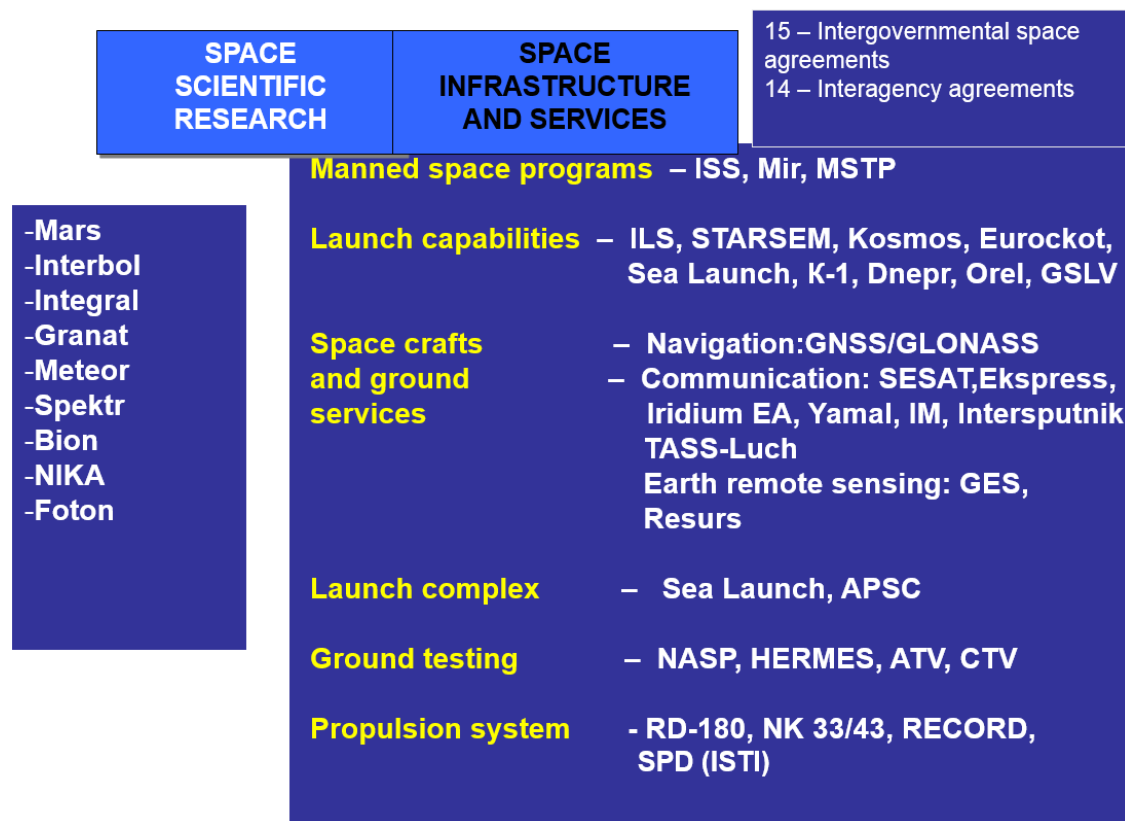 SPACE
SCIENTIFIC
RESEARCH
SPACE
INFRASTRUCTURE
AND SERVICES
15 – Intergovernmental space
agreements
14 – Interagency agreements
-Mars
-Interbol
-Integral
-Granat
-Meteor
-Spektr
-Bion
-NIKA
-Foton
Manned space programs – ISS, Mir, MSTP
Launch capabilities – ILS, STARSEM, Kosmos, Eurockot,
Sea Launch, К-1, Dnepr, Orel, GSLV
Space crafts – Navigation:GNSS/GLONASS
and ground – Communication: SESAT,Ekspress,
services Iridium EA, Yamal, IM, Intersputnik
TASS-Luch
Earth remote sensing: GES,
Resurs
Launch complex – Sea Launch, APSC
Ground testing – NASP, HERMES, ATV, CTV
Propulsion system - RD-180, NK 33/43, RECORD,
SPD (ISTI)